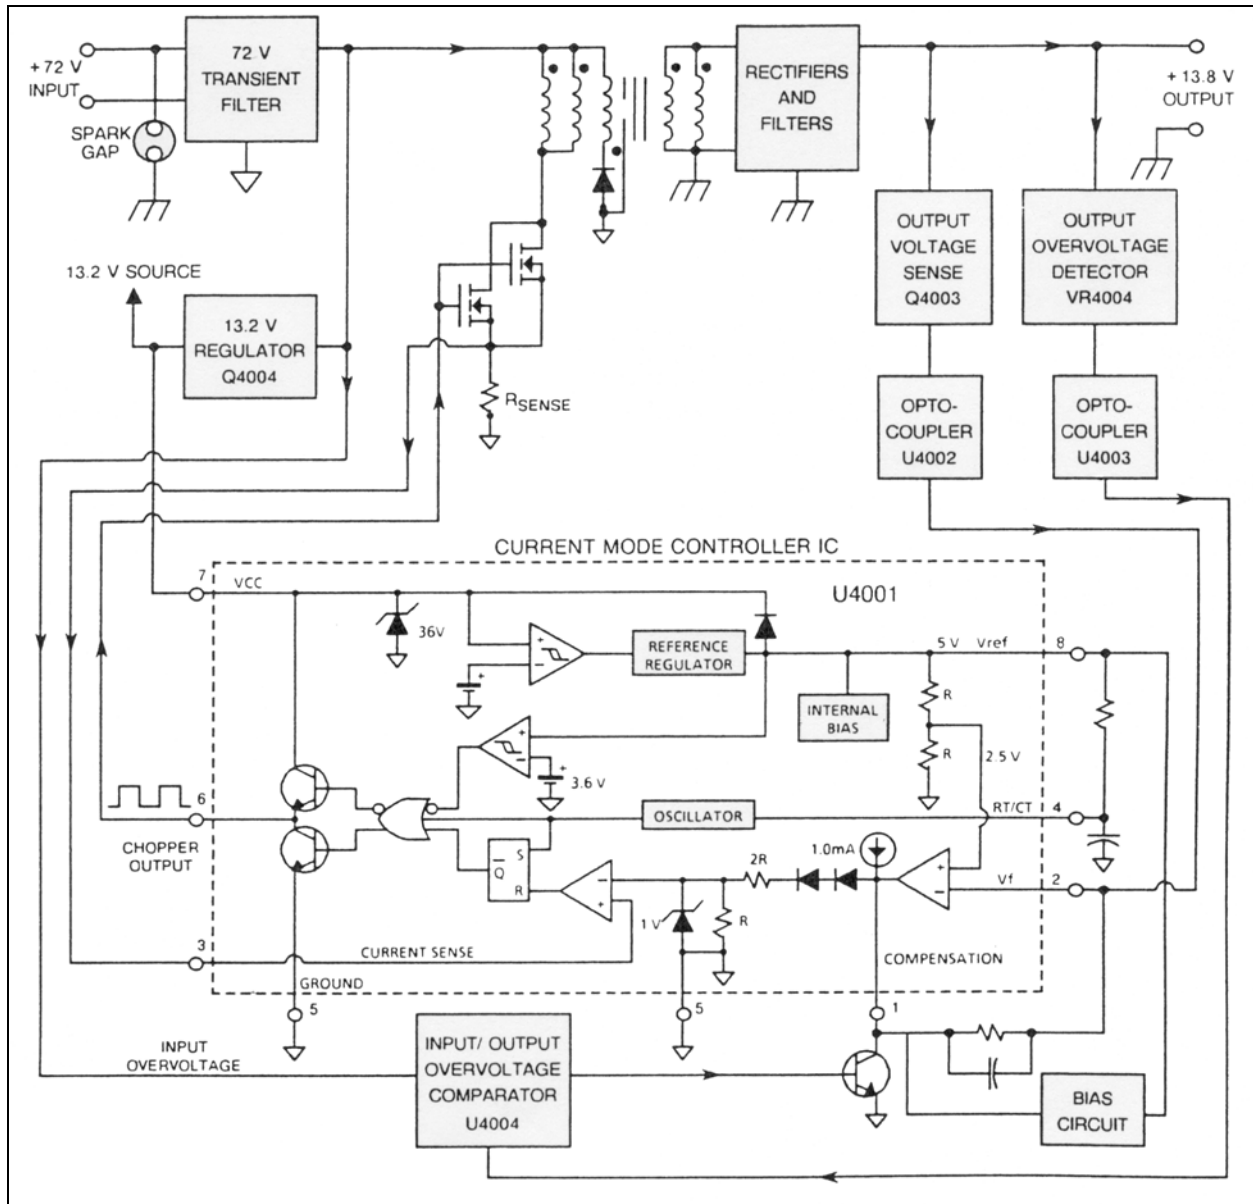 +72 V
INPUT
72 V
TRANSIENT
FILTER
SPARK
GAP
RECTIFIERS
AND
FILTERS
+ 13.8 V
OUTPUT
13.2 V SOURCE
13.2 V
REGULATOR
Q4004
RSENSE
OUTPUT
VOLTAGE
SENSE
Q4003
OUTPUT
OVERVOLTAGE
DETECTOR
VR4004
OPTO-
COUPLER
U4002
OPTO-
COUPLER
U4003
CURRENT MODE CONTROLLER IC
7
VCC
U4001
36V
+
−
+
REFERENCE
REGULATOR
5 V Vref
8
INTERNAL
BIAS
R
R
2.5 V
+
−
+
3.6 V
6
CHOPPER
OUTPUT
OSCILLATOR
RT/CT
4
S
Q
R
−
+
2R
1.0mA
+
−
Vf
2
1 V
R
3
CURRENT SENSE
COMPENSATION
GROUND
5
5
1
INPUT
OVERVOLTAGE
INPUT/ OUTPUT
OVERVOLTAGE
COMPARATOR
U4004
BIAS
CIRCUIT